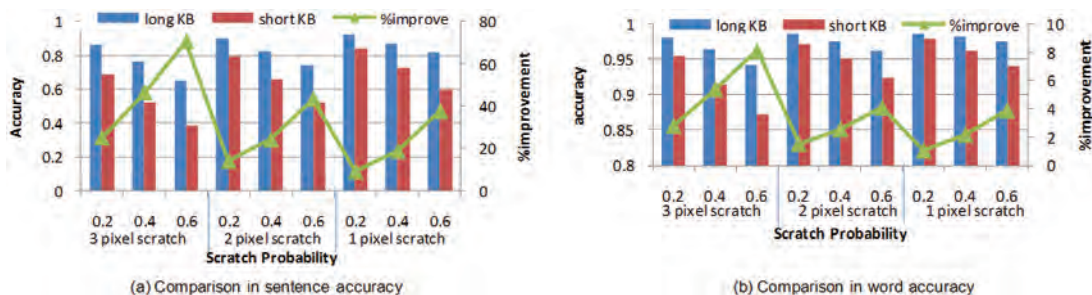 long KB short KB %improve
1
0.8
0.6
0.4
0.2
0
Accuracy
80
60
40
20
0
%improvement
0.2 0.4 0.6 0.2 0.4 0.6 0.2 0.4 0.6
3 pixel scratch 2 pixel scratch 1 pixel scratch
Scratch Probability
(a) Comparison in sentence accuracy
long KB short KB %improve
1
0.95
0.9
0.85
0.8
accuracy
10
8
6
4
2
0
%improvement
0.2 0.4 0.6 0.2 0.4 0.6 0.2 0.4 0.6
3 pixel scratch 2 pixel scratch 1 pixel scratch
Scratch Probability
(b) Comparison in word accuracy